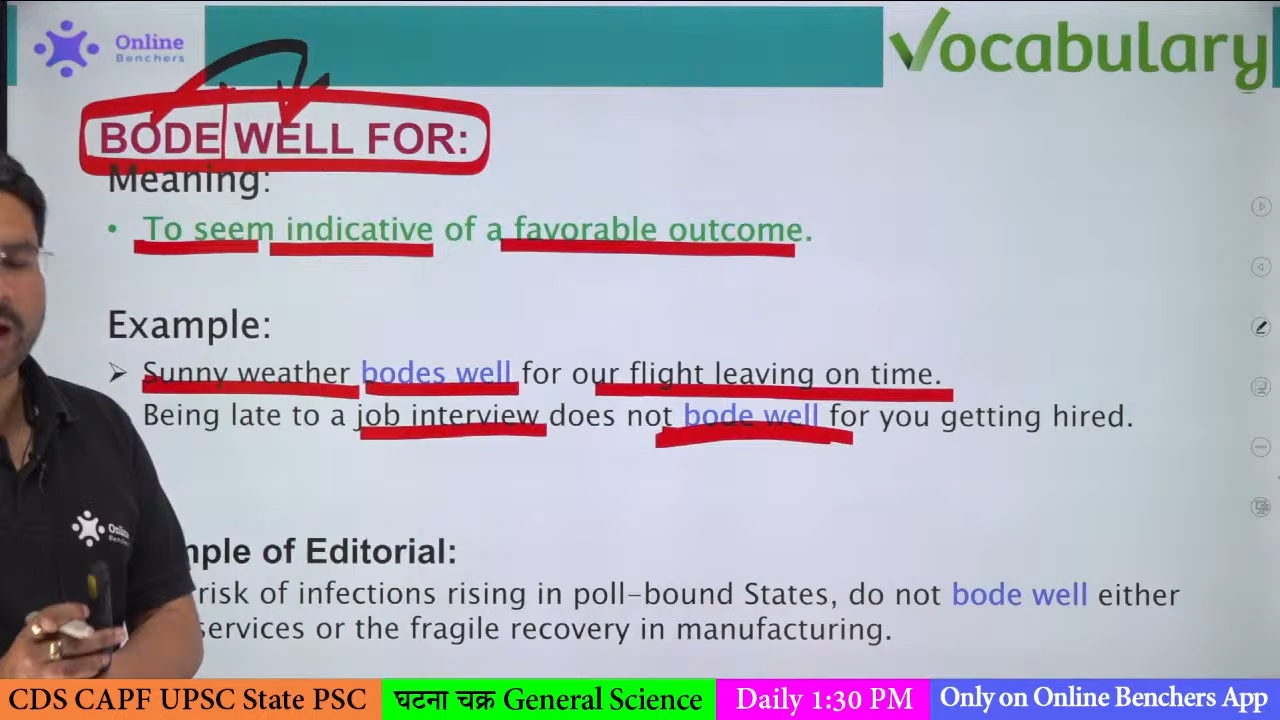 Online
Benchers
Vocabulary
BODE WELL FOR:
Meaning:
• To seem indicative of a favorable outcome.
Example:
➢ Sunny weather bodes well for our flight leaving on time.
Being late to a job interview does not bode well for you getting hired.
Online
Benchers
of Editorial:
risk of infections rising in poll-bound States, do not bode well either
services or the fragile recovery in manufacturing.
CDS CAPF UPSC State PSC घटना चक्र General Science Daily 1:30 PM Only on Online Benchers App